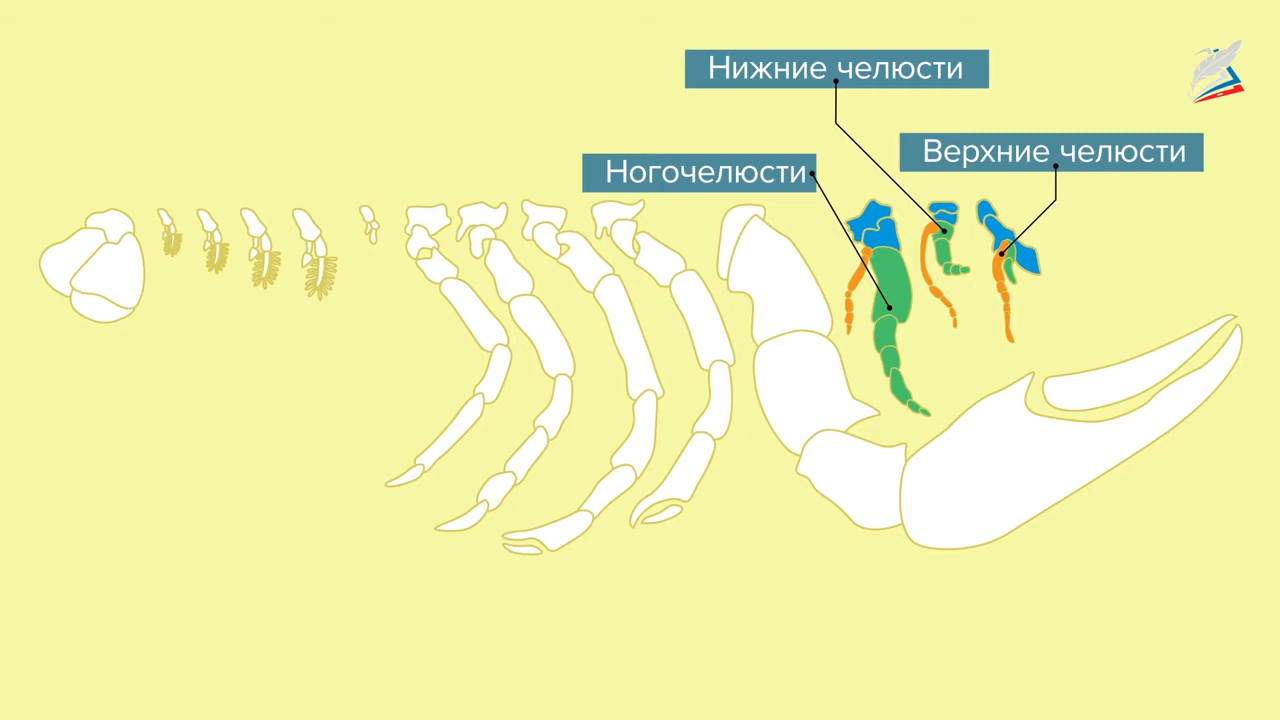 Нижние челюсти
Верхние челюсти
Ногочелюсти